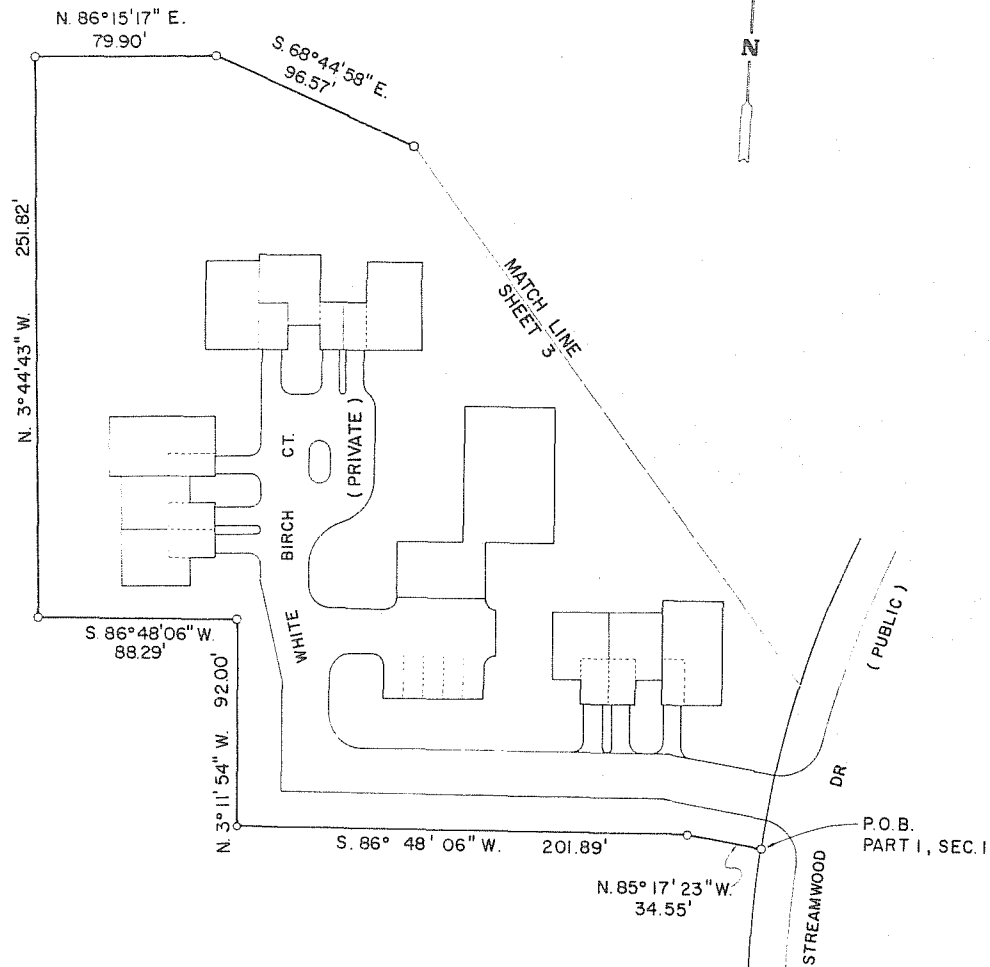 N. 86°15'17" E.
79.90'
S. 68°44'58" E.
96.57'
N
N. 3°44'43" W. 251.82'
MATCH LINE
SHEET 3
CT.
(PRIVATE)
BIRCH
WHITE
(PUBLIC)
S. 86°48'06" W.
88.29'
N. 3°11'54" W. 92.00'
DR
S. 86° 48' 06" W. 201.89'
P.O.B.
PART 1, SEC. 1
N. 85° 17' 23" W.
34.55'
STREAMWOOD